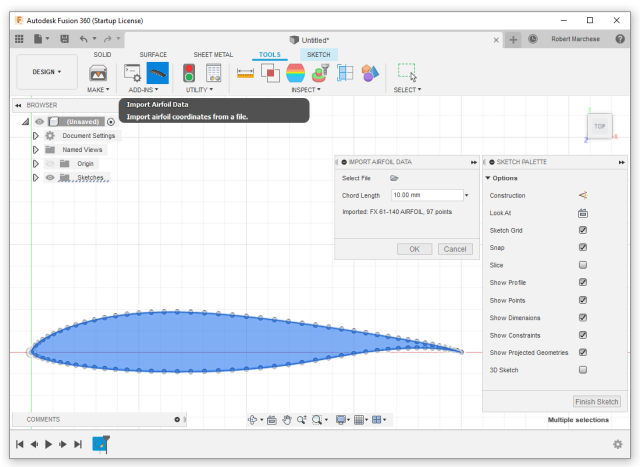 Autodesk Fusion 360 (Startup License)
Untitled*
Robert Marchese
SOLID SURFACE SHEET METAL TOOLS SKETCH
DESIGN
MAKE ADD-INS UTILITY INSPECT SELECT
BROWSER
Import Airfoil Data
Import airfoil coordinates from a file.
(Unsaved)
Document Settings
Named Views
Origin
Sketches
TOP
X
Z
IMPORT AIRFOIL DATA
Select File
Chord Length 10.00 mm
Imported: FX 61-140 AIRFOIL, 97 points
OK Cancel
SKETCH PALETTE
Options
Construction
Look At
Sketch Grid
Snap
Slice
Show Profile
Show Points
Show Dimensions
Show Constraints
Show Projected Geometries
3D Sketch
Finish Sketch
COMMENTS
Multiple selections